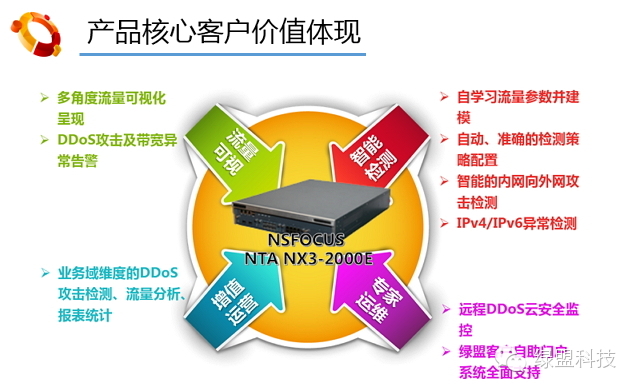 产品核心客户价值体现
多角度流量可视化
呈现
DDoS攻击及带宽异
常告警
流量
可视
智能
检测
自学习流量参数并建
模
自动、准确的检测策
略配置
智能的内网向外网攻
击检测
IPv4/IPv6异常检测
NSFOCUS
NTA NX3-2000E
业务域维度的DDoS
攻击检测、流量分析、
报表统计
增值
运营
专家
运维
远程DDoS云安全监
控
绿盟客 自助门户
系统全面支持
绿盟科技